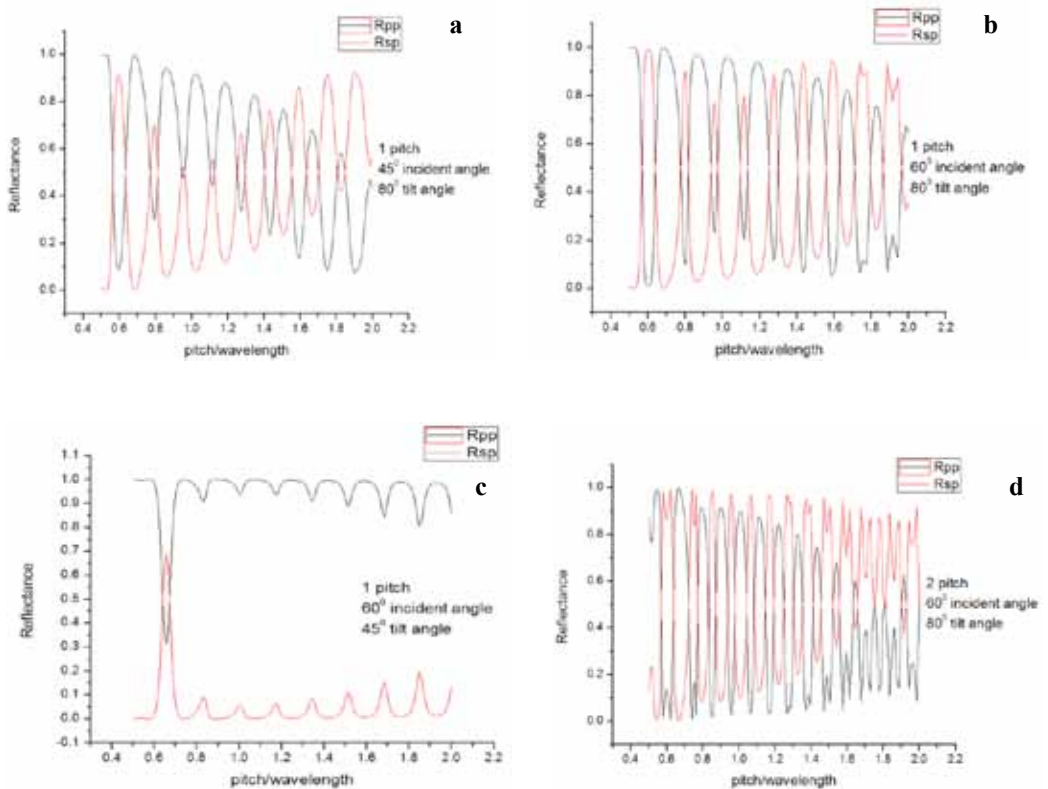 a
Rpp
Rsp
1.0
0.8
0.6
0.4
0.2
0.0
Reflectance
1 pitch
45⁰ incident angle
80⁰ tilt angle
0.4 0.6 0.8 1.0 1.2 1.4 1.6 1.8 2.0 2.2
pitch/wavelength
b
Rpp
Rsp
1.0
0.8
0.6
0.4
0.2
0.0
Reflectance
1 pitch
60⁰ incident angle
80⁰ tilt angle
0.4 0.6 0.8 1.0 1.2 1.4 1.6 1.8 2.0 2.2
pitch/wavelength
c
Rpp
Rsp
1.1
1.0
0.9
0.8
0.7
0.6
0.5
0.4
0.3
0.2
0.1
0.0
-0.1
Reflectance
1 pitch
60⁰ incident angle
45⁰ tilt angle
0.4 0.6 0.8 1.0 1.2 1.4 1.6 1.8 2.0
pitch/wavelength
d
Rpp
Rsp
1.0
0.8
0.6
0.4
0.2
0.0
Reflectance
2 pitch
60⁰ incident angle
80⁰ tilt angle
0.4 0.6 0.8 1.0 1.2 1.4 1.6 1.8 2.0 2.2
pitch/wavelength